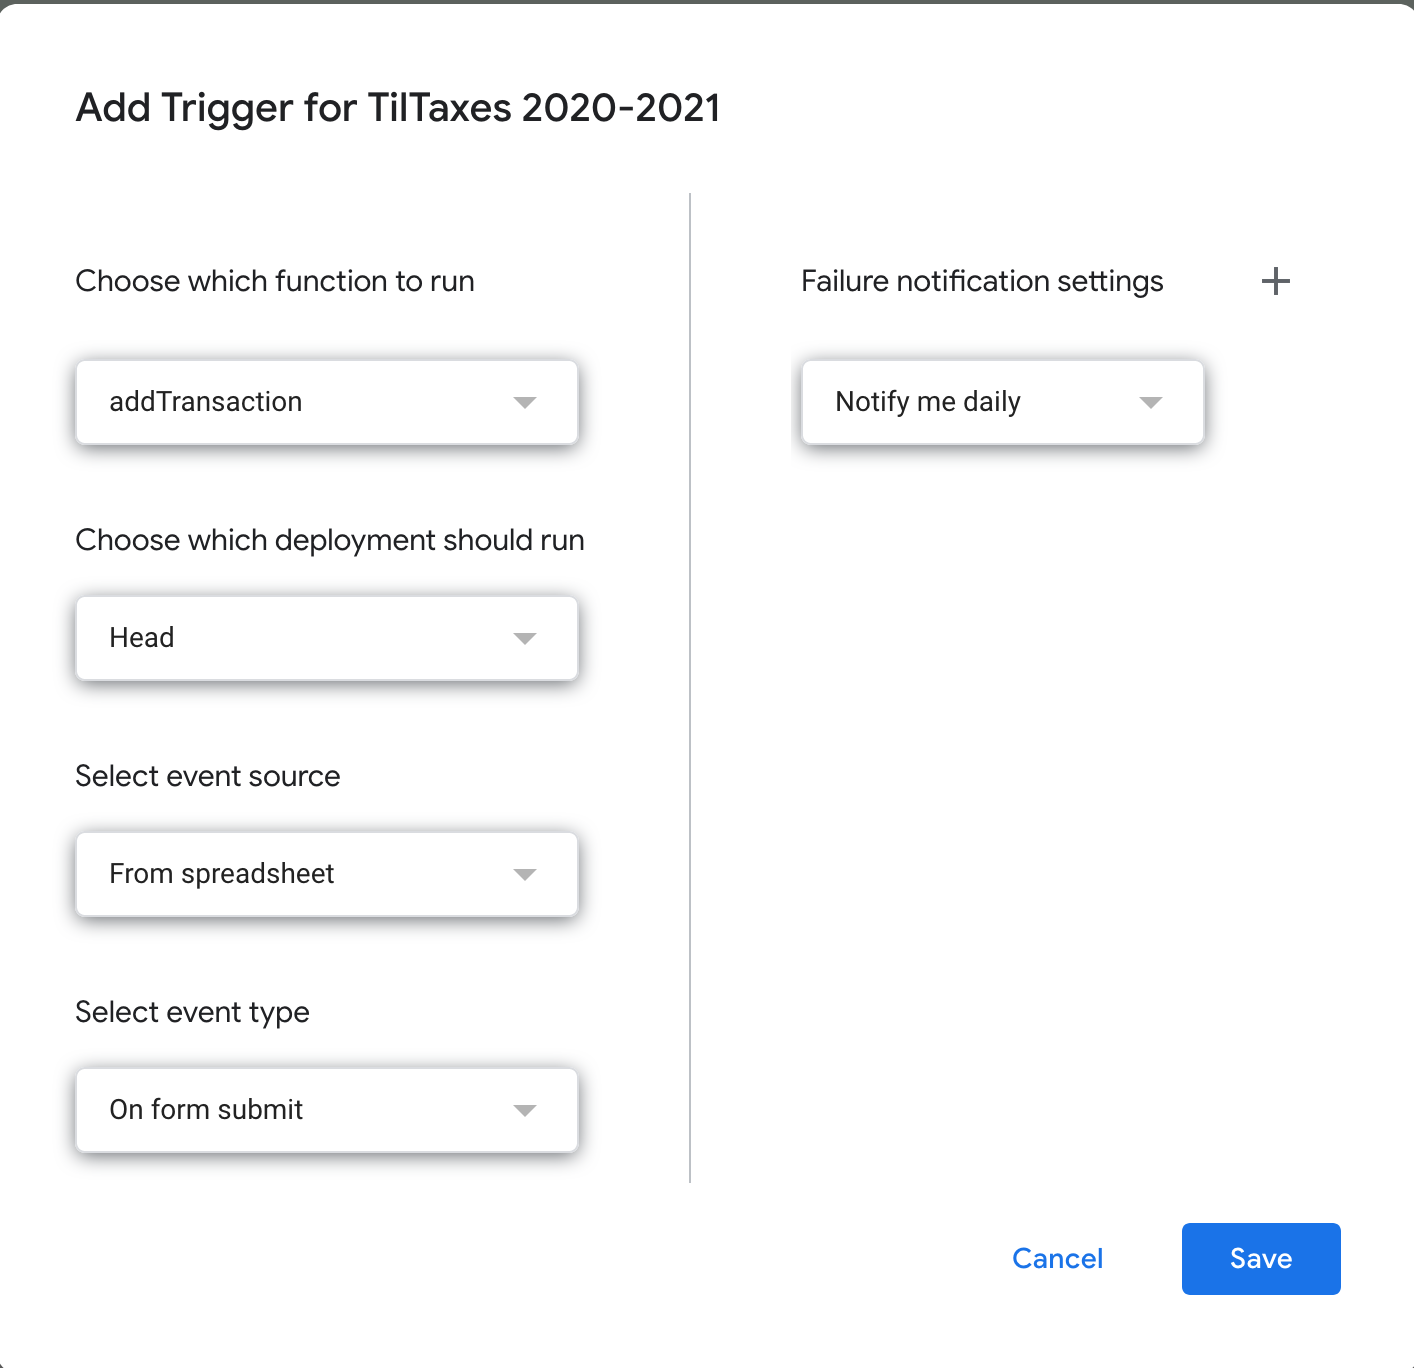 Add Trigger for TilTaxes 2020-2021
Choose which function to run
addTransaction
Choose which deployment should run
Head
Select event source
From spreadsheet
Select event type
On form submit
Failure notification settings
Notify me daily
Cancel
Save